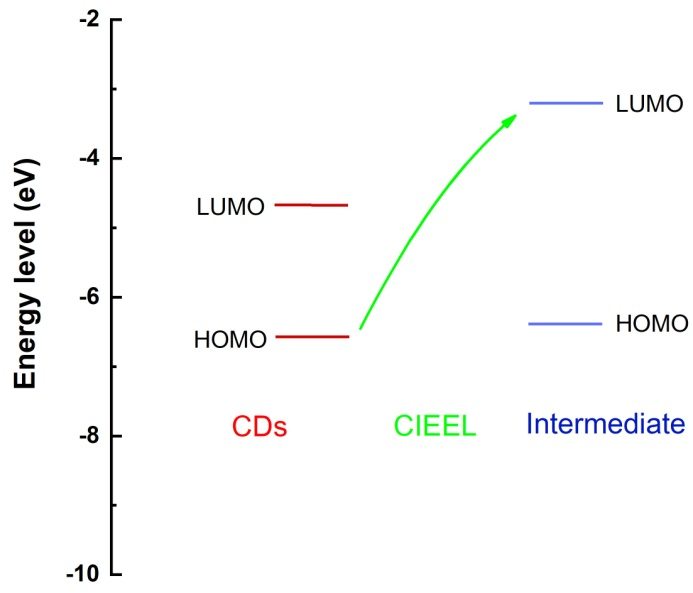 Energy level (eV)
-2
-4
-6
-8
-10
LUMO
HOMO
LUMO
HOMO
CDs
CIEEL
Intermediate